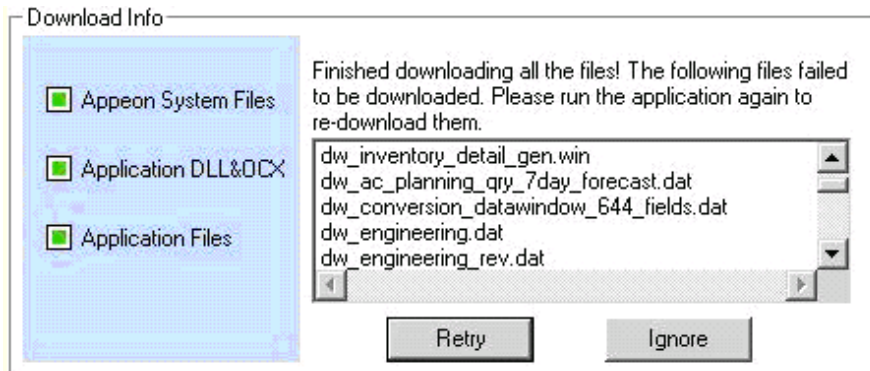 Download Info
Appeon System Files
Application DLL&OCX
Application Files
Finished downloading all the files! The following files failed
to be downloaded. Please run the application again to
re-download them.
dw_inventory_detail_gen.win
dw_ac_planning_qry_7day_forecast.dat
dw_conversion_datawindow_644_fields.dat
dw_engineering.dat
dw_engineering_rev.dat
Retry
Ignore